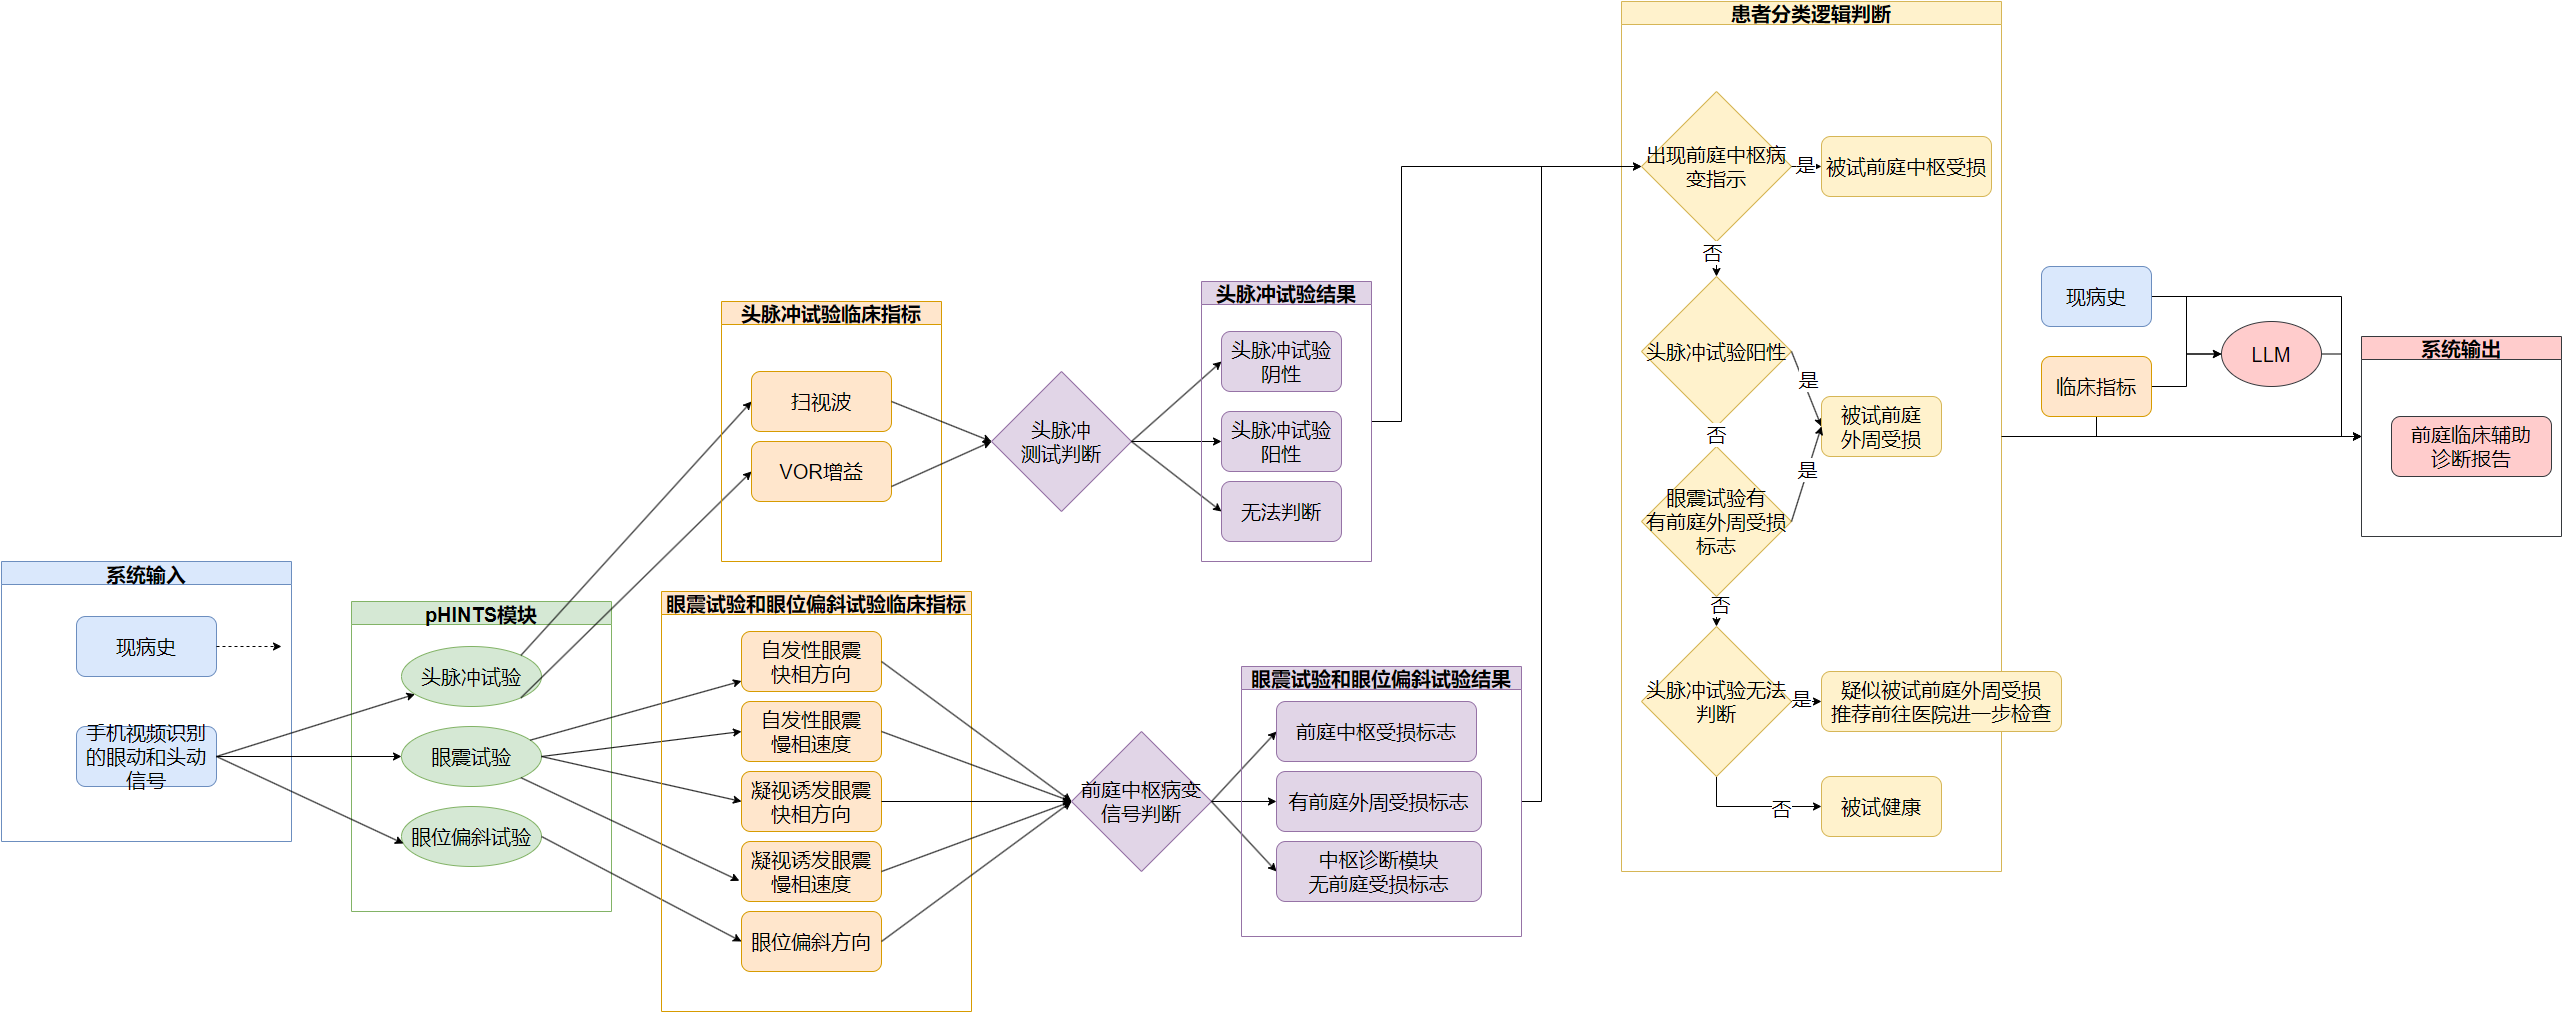 系统输入
现病史
手机视频识别
的眼动和头动
信号
pHINTS模块
头脉冲试验
眼震试验
眼位偏斜试验
头脉冲试验临床指标
扫视波
VOR增益
眼震试验和眼位偏斜试验临床指标
自发性眼震
快相方向
自发性眼震
慢相速度
凝视诱发眼震
快相方向
凝视诱发眼震
慢相速度
眼位偏斜方向
头脉冲
测试判断
前庭中枢病变
信号判断
头脉冲试验结果
头脉冲试验
阴性
头脉冲试验
阳性
无法判断
眼震试验和眼位偏斜试验结果
前庭中枢受损标志
有前庭外周受损标志
中枢诊断模块
无前庭受损标志
患者分类逻辑判断
出现前庭中枢病
变指示
是
被试前庭中枢受损
否
头脉冲试验阳性
是
被试前庭
外周受损
否
是
眼震试验有
有前庭外周受损
标志
否
头脉冲试验无法
判断
是
疑似被试前庭外周受损
推荐前往医院进一步检查
否
被试健康
现病史
临床指标
LLM
系统输出
前庭临床辅助
诊断报告